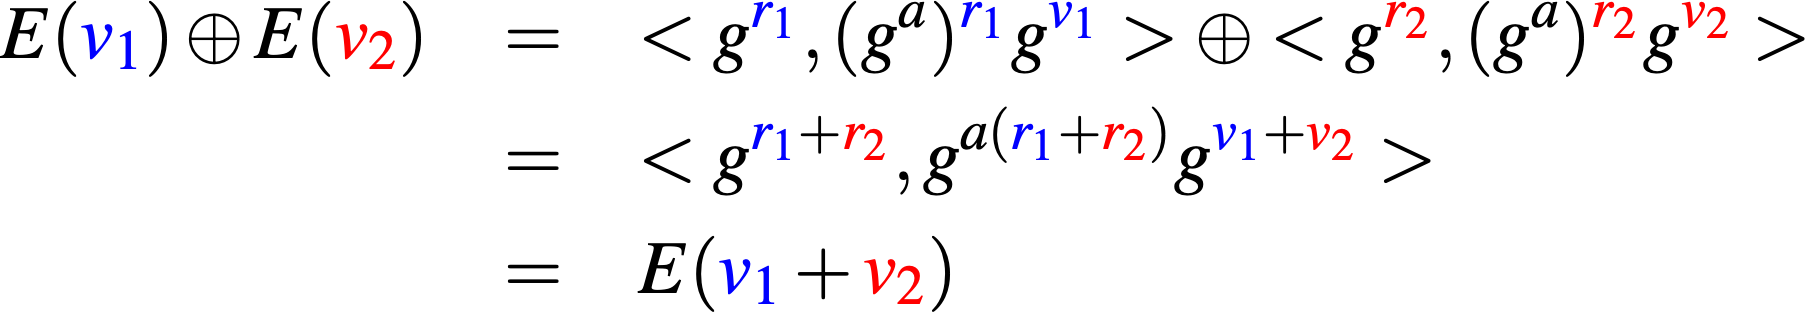 E(v₁) ⊕ E(v₂) = < g^{r₁}, (g^a)^{r₁} g^{v₁} > ⊕ < g^{r₂}, (g^a)^{r₂} g^{v₂} >
= < g^{r₁+r₂}, g^{a(r₁+r₂)} g^{v₁+v₂} >
= E(v₁ + v₂)